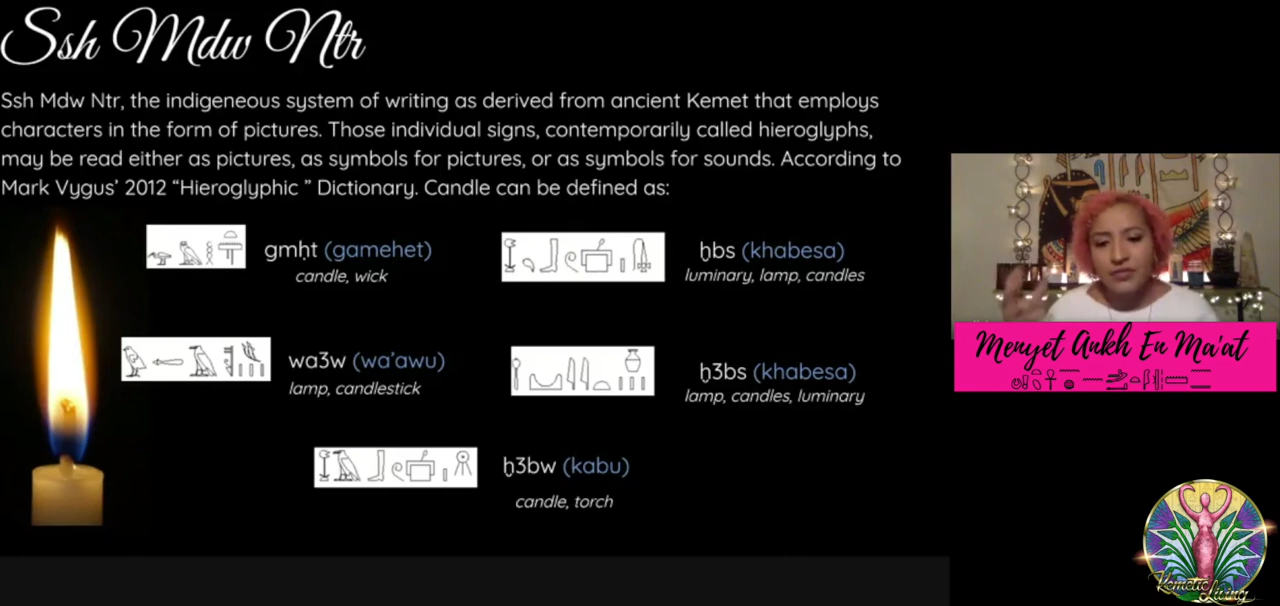 Ssh Mdw Ntr
Ssh Mdw Ntr, the indigeneous system of writing as derived from ancient Kemet that employs
characters in the form of pictures. Those individual signs, contemporarily called hieroglyphs,
may be read either as pictures, as symbols for pictures, or as symbols for sounds. According to
Mark Vygus’ 2012 “Hieroglyphic ” Dictionary. Candle can be defined as:
gmḥt (gamehet)
candle, wick
ḫbs (khabesa)
luminary, lamp, candles
wa3w (wa’awu)
lamp, candlestick
ḫ3bs (khabesa)
lamp, candles, luminary
ḫ3bw (kabu)
candle, torch
Menyet Ankh En Ma'at
Kemetic Living